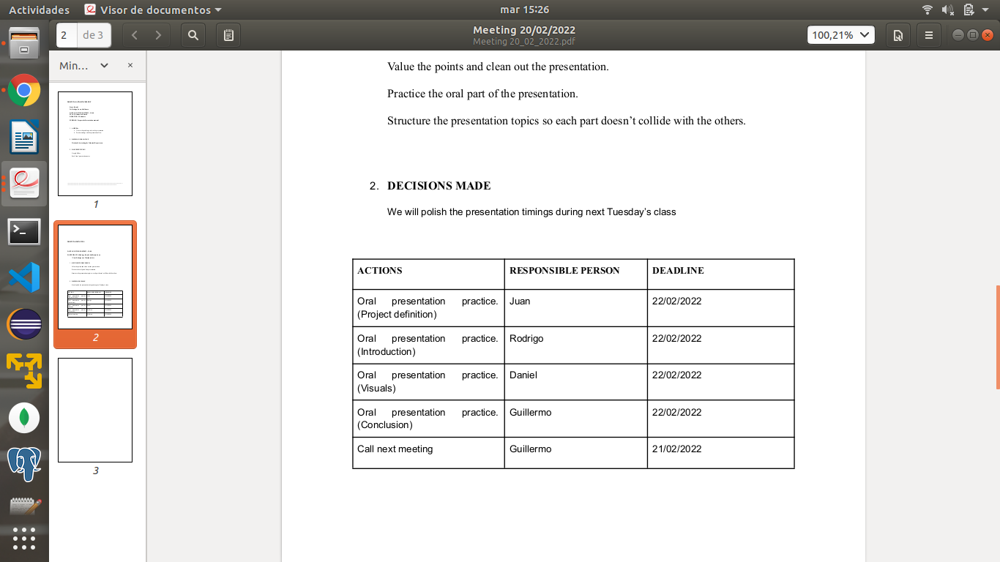 Actividades Visor de documentos mar 15:26
2 de 3 Meeting 20/02/2022 100,21%
Meeting 20_02_2022.pdf
Min... ×
1
2
3
Value the points and clean out the presentation.
Practice the oral part of the presentation.
Structure the presentation topics so each part doesn’t collide with the others.
2. DECISIONS MADE
We will polish the presentation timings during next Tuesday’s class
ACTIONS RESPONSIBLE PERSON DEADLINE
Oral presentation practice. Juan 22/02/2022
(Project definition)
Oral presentation practice. Rodrigo 22/02/2022
(Introduction)
Oral presentation practice. Daniel 22/02/2022
(Visuals)
Oral presentation practice. Guillermo 22/02/2022
(Conclusion)
Call next meeting Guillermo 21/02/2022